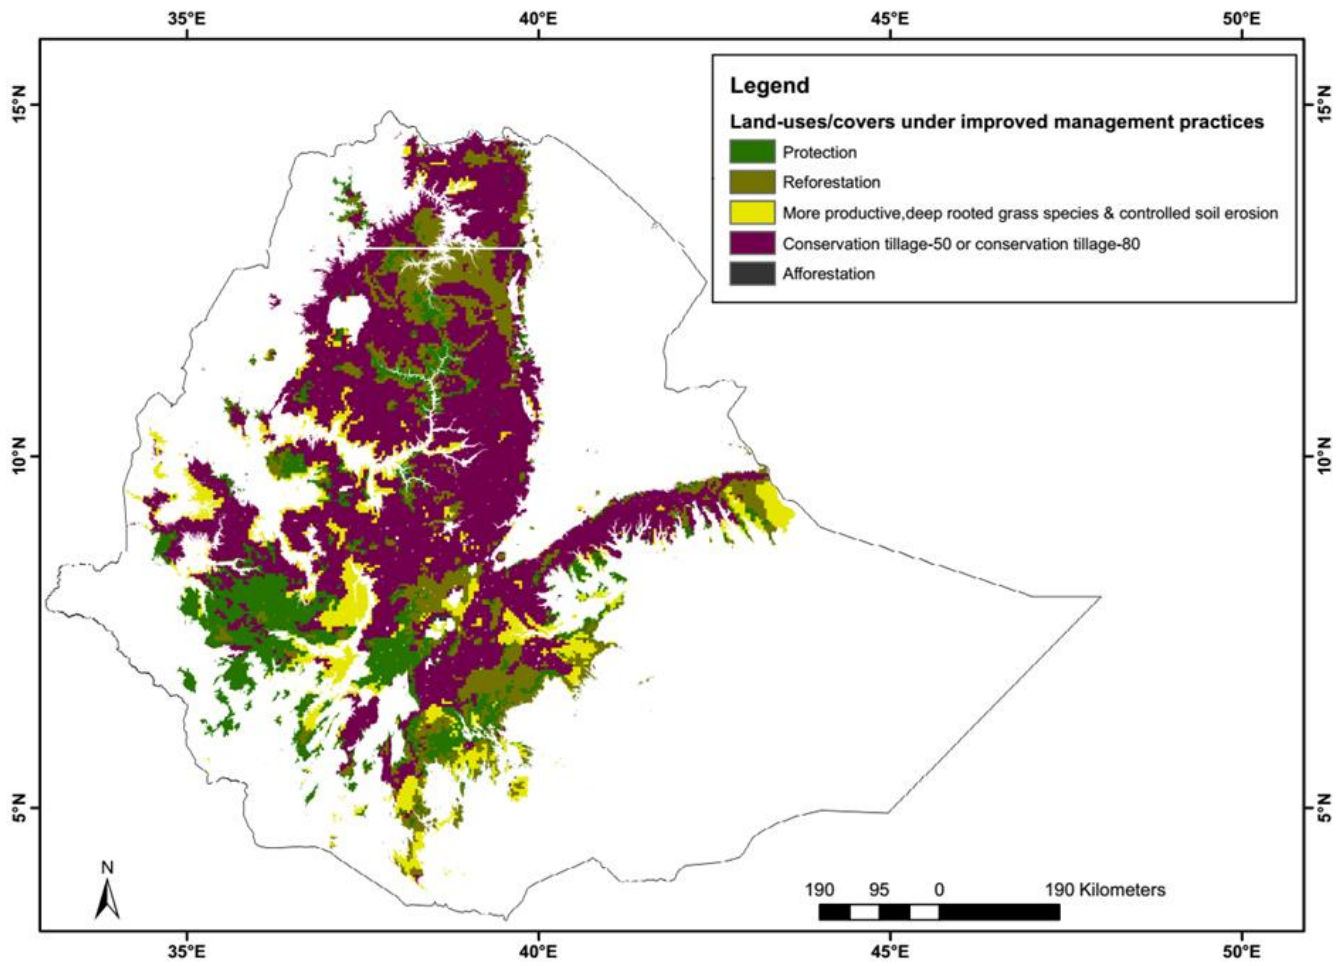 35°E 40°E 45°E 50°E
15°N 15°N
Legend
Land-uses/covers under improved management practices
Protection
Reforestation
More productive,deep rooted grass species & controlled soil erosion
Conservation tillage-50 or conservation tillage-80
Afforestation
10°N 10°N
5°N 5°N
N
190 95 0 190 Kilometers
35°E 40°E 45°E 50°E